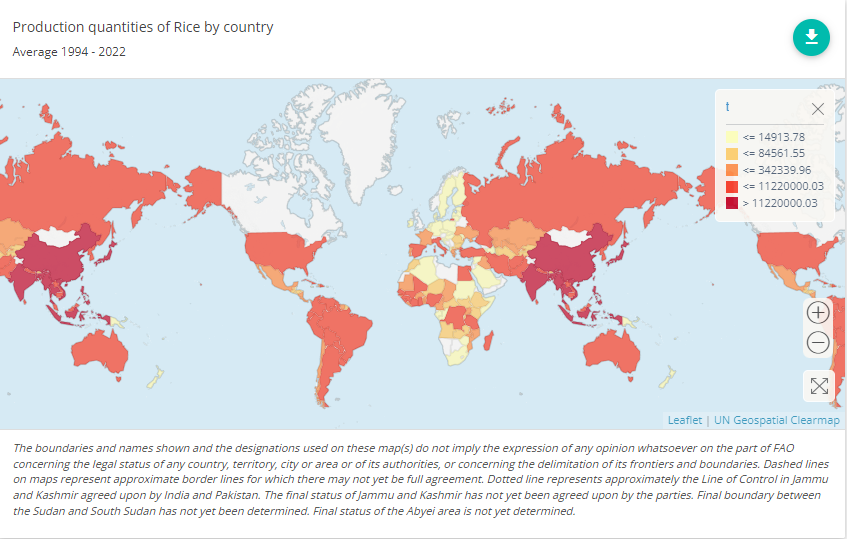 Production quantities of Rice by country
Average 1994 - 2022
t
<= 14913.78
<= 84561.55
<= 342339.96
<= 11220000.03
> 11220000.03
Leaflet | UN Geospatial Clearmap
The boundaries and names shown and the designations used on these map(s) do not imply the expression of any opinion whatsoever on the part of FAO
concerning the legal status of any country, territory, city or area or of its authorities, or concerning the delimitation of its frontiers and boundaries. Dashed lines
on maps represent approximate border lines for which there may not yet be full agreement. Dotted line represents approximately the Line of Control in Jammu
and Kashmir agreed upon by India and Pakistan. The final status of Jammu and Kashmir has not yet been agreed upon by the parties. Final boundary between
the Sudan and South Sudan has not yet been determined. Final status of the Abyei area is not yet determined.